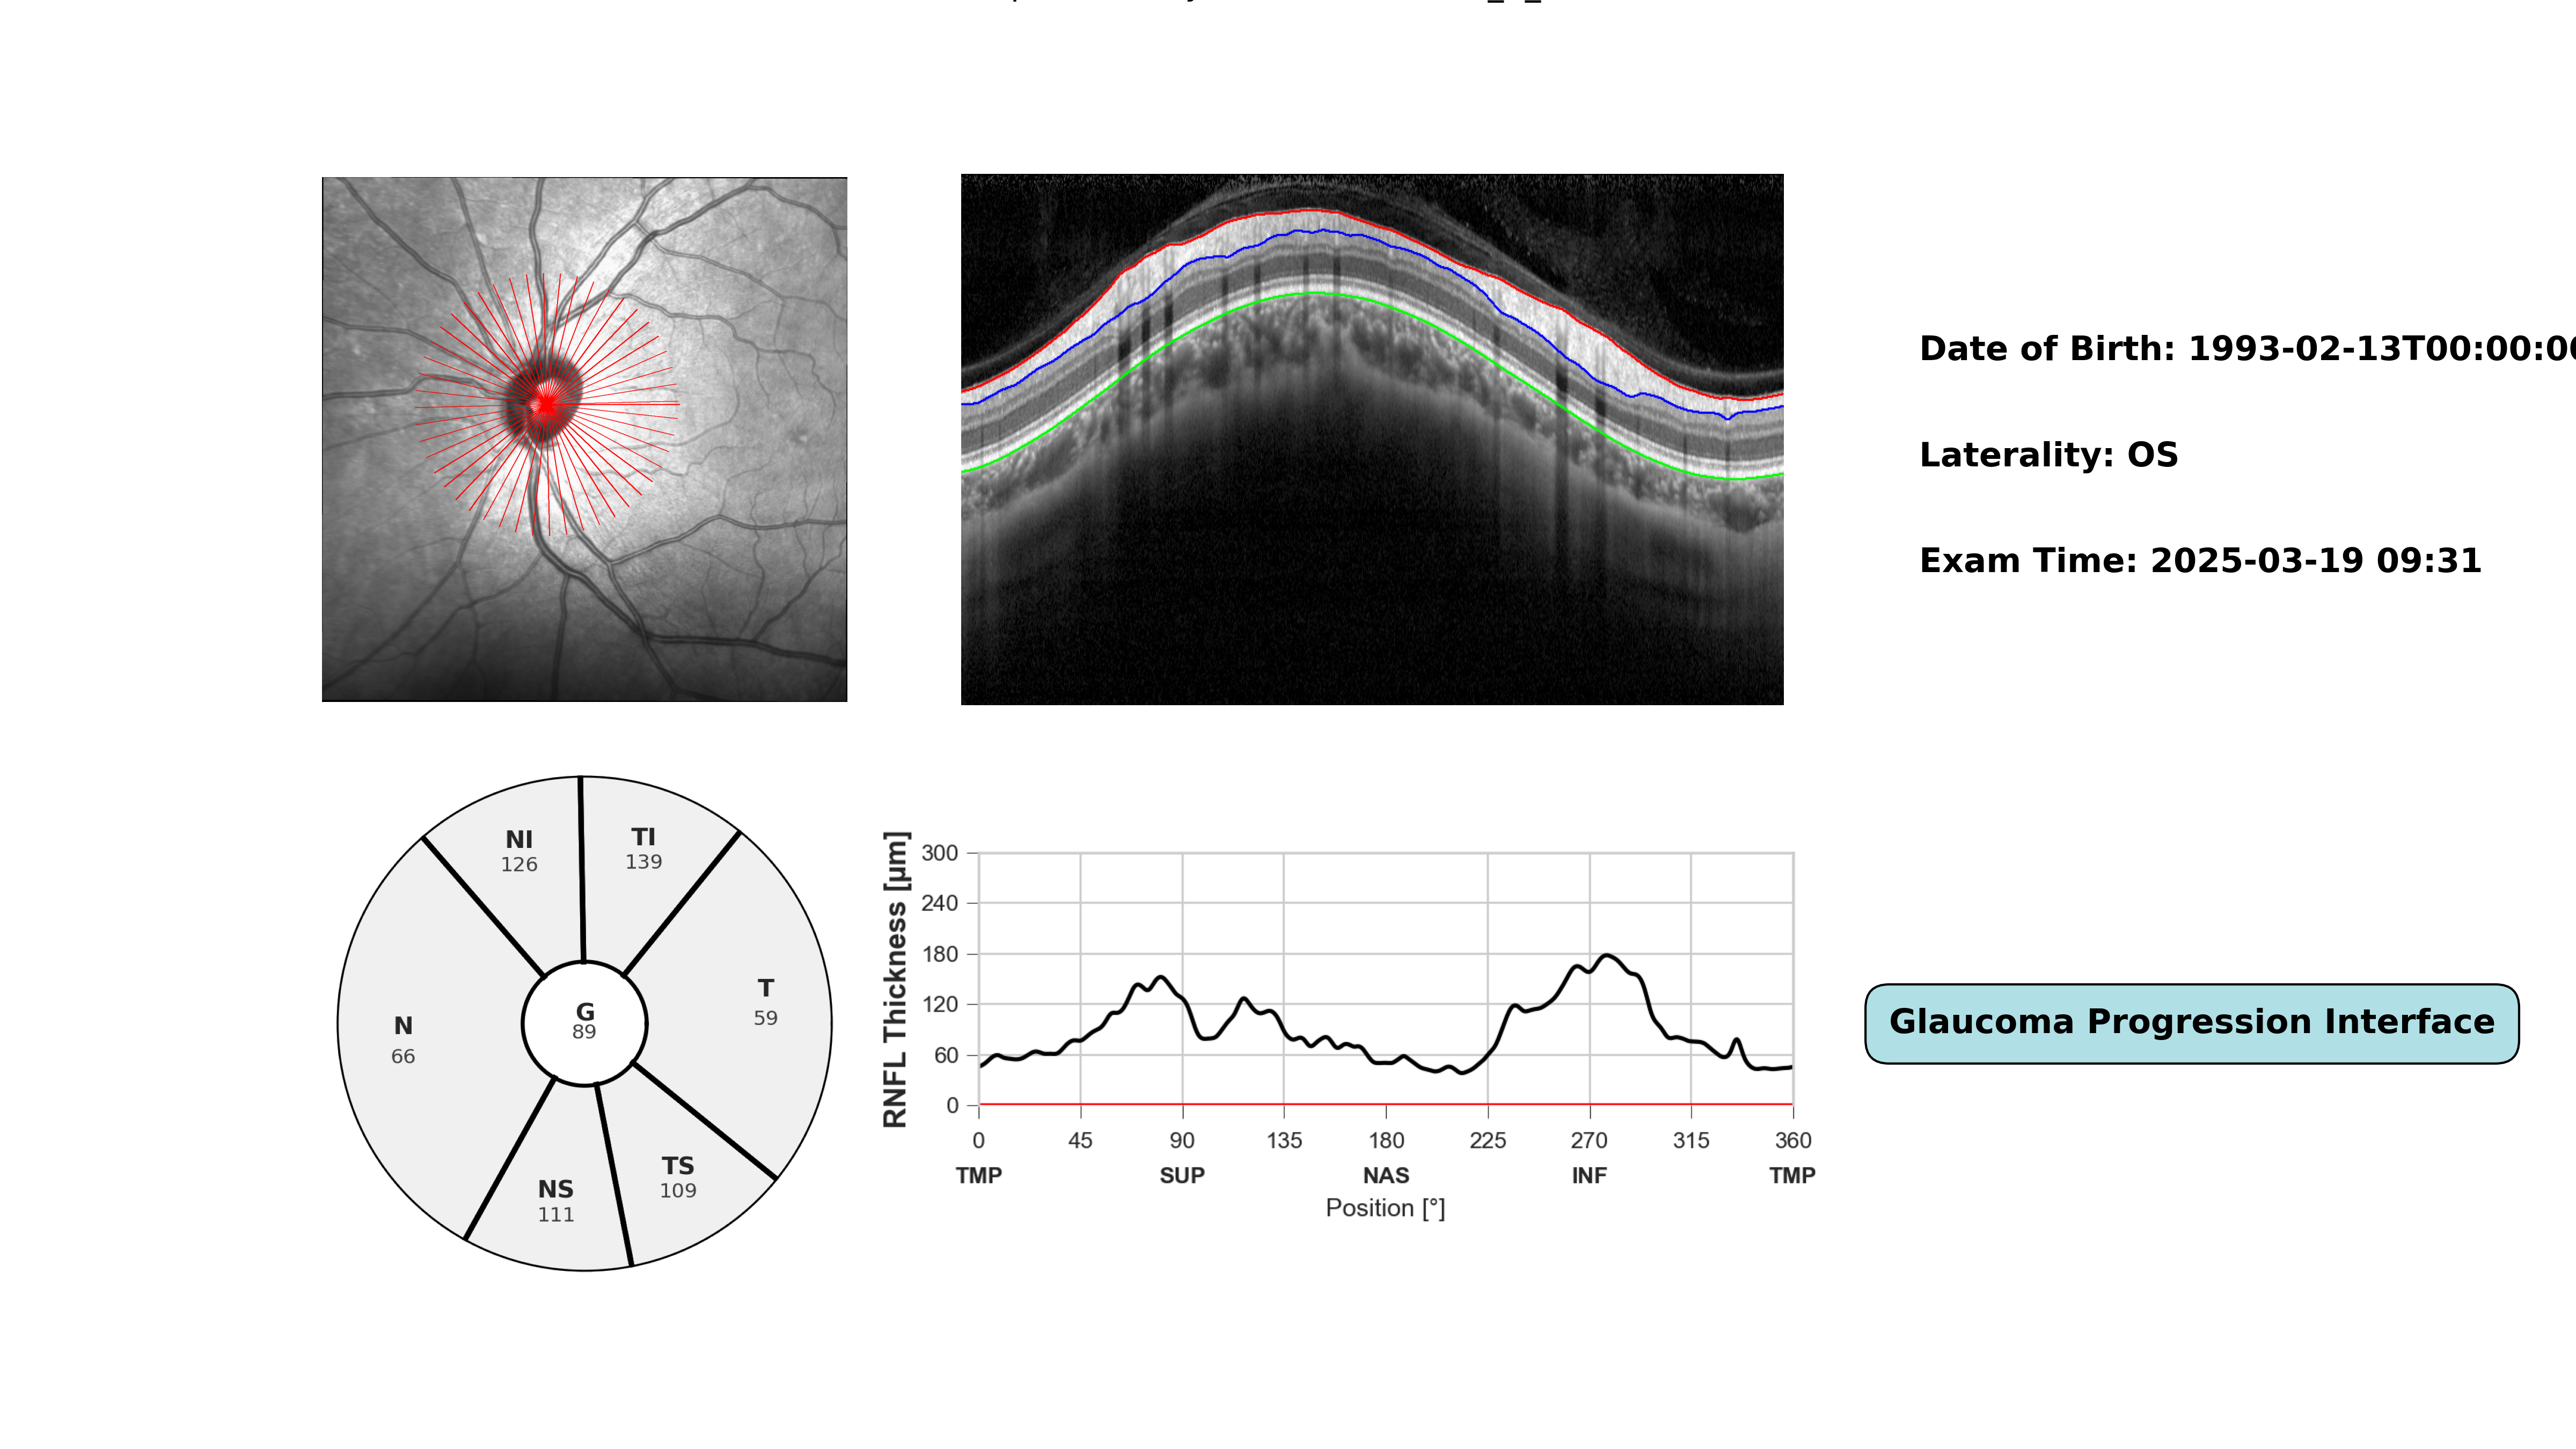 Date of Birth: 1993-02-13T00:00:0
Laterality: OS
Exam Time: 2025-03-19 09:31
NI
126
TI
139
N
66
G
89
T
59
NS
111
TS
109
RNFL Thickness [µm]
300
240
180
120
60
0
0 45 90 135 180 225 270 315 360
TMP SUP NAS INF TMP
Position [°]
Glaucoma Progression Interface